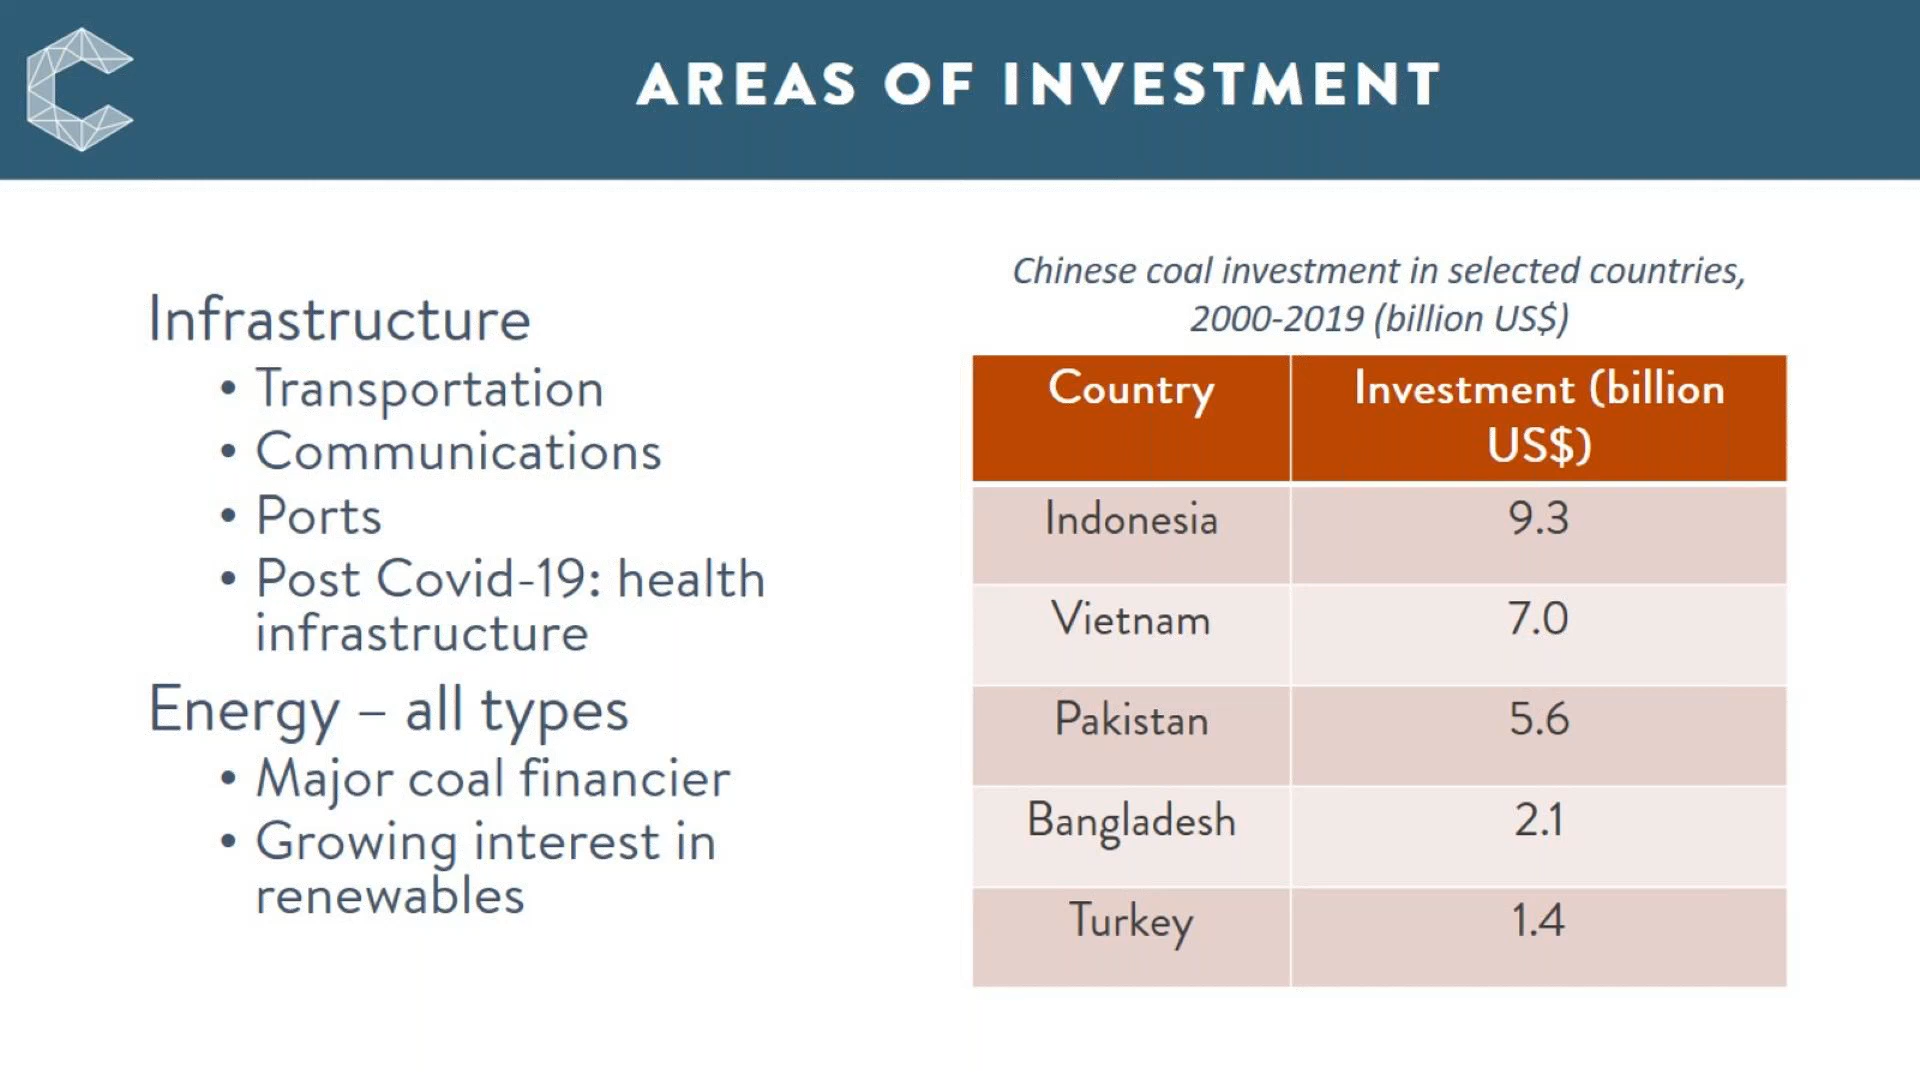 AREAS OF INVESTMENT
Infrastructure
• Transportation
• Communications
• Ports
• Post Covid-19: health
infrastructure
Energy – all types
• Major coal financier
• Growing interest in
renewables
Chinese coal investment in selected countries,
2000-2019 (billion US$)
Country Investment (billion
US$)
Indonesia 9.3
Vietnam 7.0
Pakistan 5.6
Bangladesh 2.1
Turkey 1.4